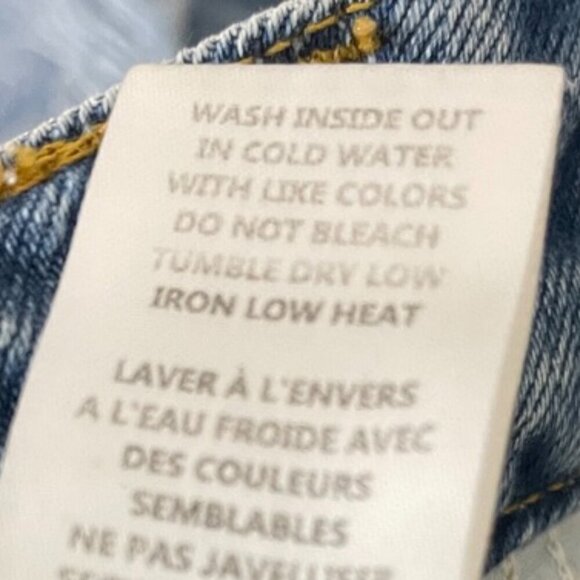 WASH INSIDE OUT
IN COLD WATER
WITH LIKE COLORS
DO NOT BLEACH
TUMBLE DRY LOW
IRON LOW HEAT
LAVER À L'ENVERS
A L'EAU FROIDE AVEC
DES COULEURS
SEMBLABLES
NE PAS JAVELLISER